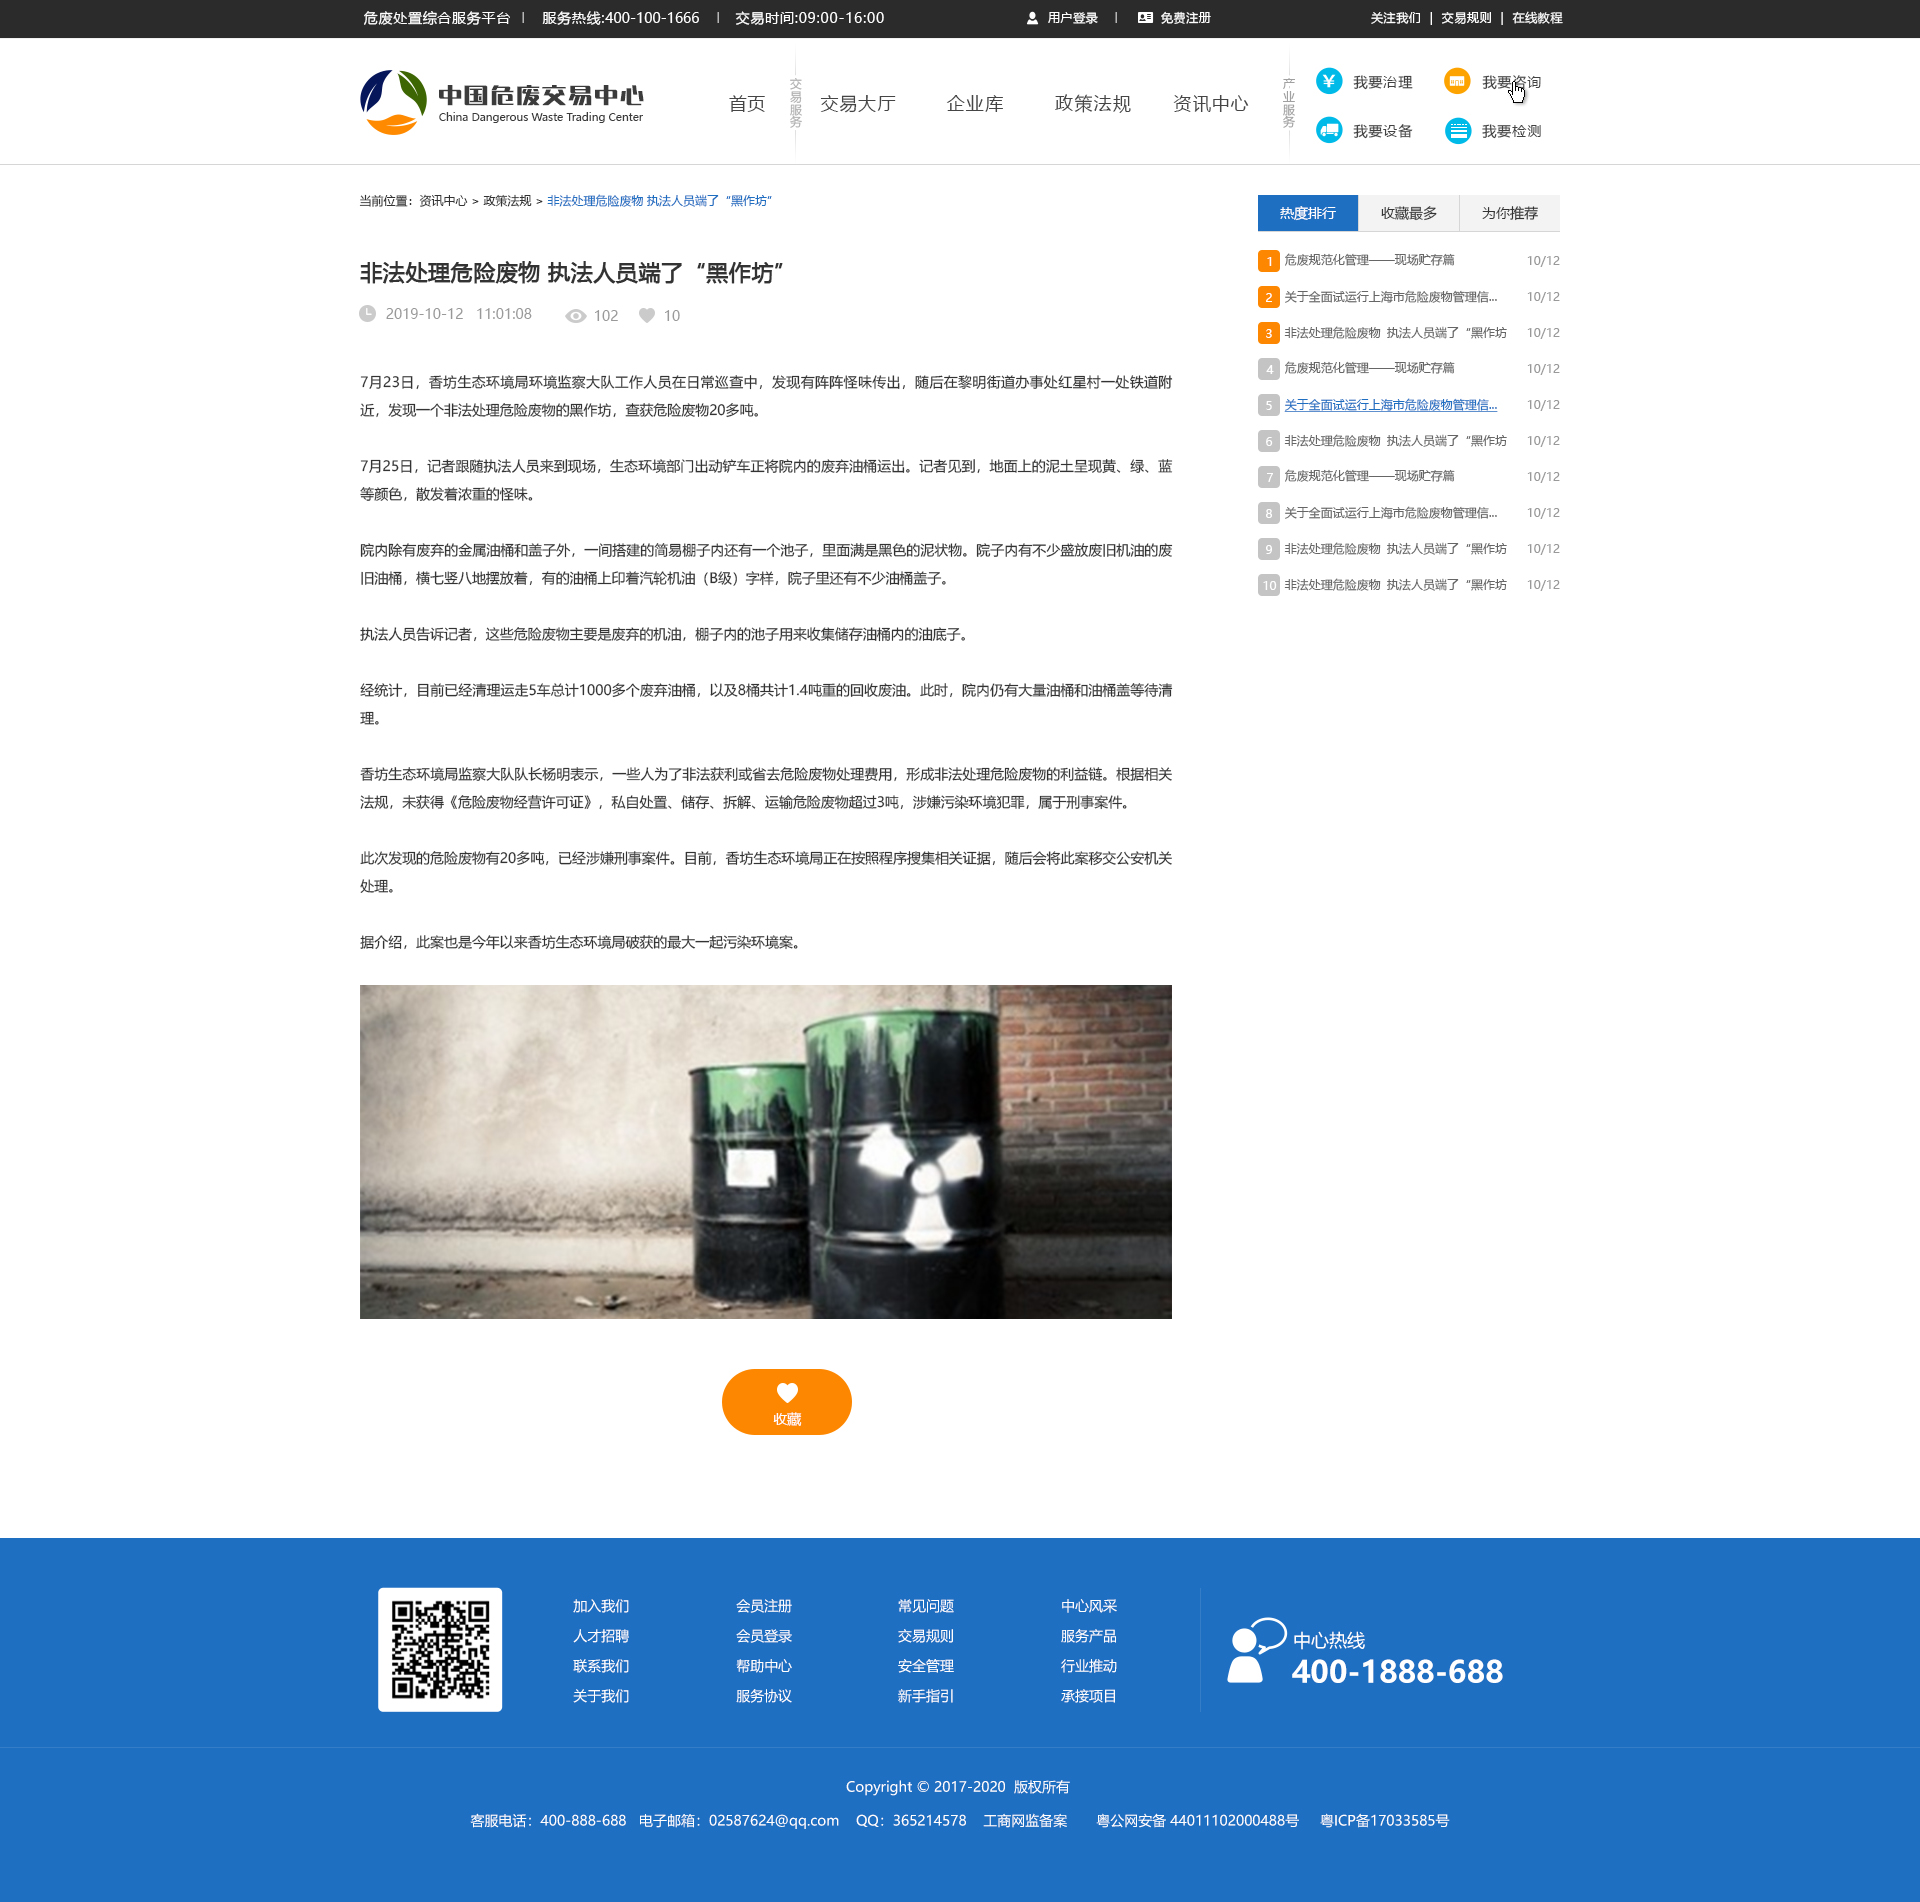 危废处置综合服务平台 | 服务热线:400-100-1666 | 交易时间:09:00-16:00 用户登录 | 免费注册 关注我们 | 交易规则 | 在线教程
中国危废交易中心
China Dangerous Waste Trading Center
首页 交易服务 交易大厅 企业库 政策法规 资讯中心 产业服务
我要治理 我要咨询
我要设备 我要检测
当前位置：资讯中心 > 政策法规 > 非法处理危险废物 执法人员端了“黑作坊”
非法处理危险废物 执法人员端了“黑作坊”
2019-10-12 11:01:08 102 10
7月23日，香坊生态环境局环境监察大队工作人员在日常巡查中，发现有阵阵怪味传出，随后在黎明街道办事处红星村一处铁道附
近，发现一个非法处理危险废物的黑作坊，查获危险废物20多吨。
7月25日，记者跟随执法人员来到现场，生态环境部门出动铲车正将院内的废弃油桶运出。记者见到，地面上的泥土呈现黄、绿、蓝
等颜色，散发着浓重的怪味。
院内除有废弃的金属油桶和盖子外，一间搭建的简易棚子内还有一个池子，里面满是黑色的泥状物。院子内有不少盛放废旧机油的废
旧油桶，横七竖八地摆放着，有的油桶上印着汽轮机油（B级）字样，院子里还有不少油桶盖子。
执法人员告诉记者，这些危险废物主要是废弃的机油，棚子内的池子用来收集储存油桶内的油底子。
经统计，目前已经清理运走5车总计1000多个废弃油桶，以及8桶共计1.4吨重的回收废油。此时，院内仍有大量油桶和油桶盖等待清
理。
香坊生态环境局监察大队队长杨明表示，一些人为了非法获利或省去危险废物处理费用，形成非法处理危险废物的利益链。根据相关
法规，未获得《危险废物经营许可证》，私自处置、储存、拆解、运输危险废物超过3吨，涉嫌污染环境犯罪，属于刑事案件。
此次发现的危险废物有20多吨，已经涉嫌刑事案件。目前，香坊生态环境局正在按照程序搜集相关证据，随后会将此案移交公安机关
处理。
据介绍，此案也是今年以来香坊生态环境局破获的最大一起污染环境案。
收藏
热度排行 收藏最多 为你推荐
1 危废规范化管理——现场贮存篇 10/12
2 关于全面试运行上海市危险废物管理信... 10/12
3 非法处理危险废物 执法人员端了“黑作坊 10/12
4 危废规范化管理——现场贮存篇 10/12
5 关于全面试运行上海市危险废物管理信... 10/12
6 非法处理危险废物 执法人员端了“黑作坊 10/12
7 危废规范化管理——现场贮存篇 10/12
8 关于全面试运行上海市危险废物管理信... 10/12
9 非法处理危险废物 执法人员端了“黑作坊 10/12
10 非法处理危险废物 执法人员端了“黑作坊 10/12
加入我们 会员注册 常见问题 中心风采
人才招聘 会员登录 交易规则 服务产品
联系我们 帮助中心 安全管理 行业推动
关于我们 服务协议 新手指引 承接项目
中心热线
400-1888-688
Copyright © 2017-2020 版权所有
客服电话：400-888-688 电子邮箱：02587624@qq.com QQ：365214578 工商网监备案 粤公网安备 44011102000488号 粤ICP备17033585号